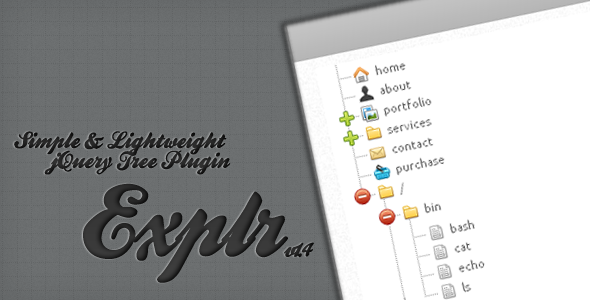 Simple & Lightweight
jQuery Tree Plugin
Explr v1.4
home
about
portfolio
services
contact
purchase
/
bin
bash
cat
echo
ls